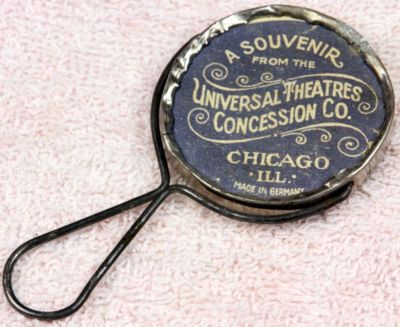 A SOUVENIR
FROM THE
UNIVERSAL THEATRES
CONCESSION CO.
CHICAGO
·ILL.·
MADE IN GERMANY